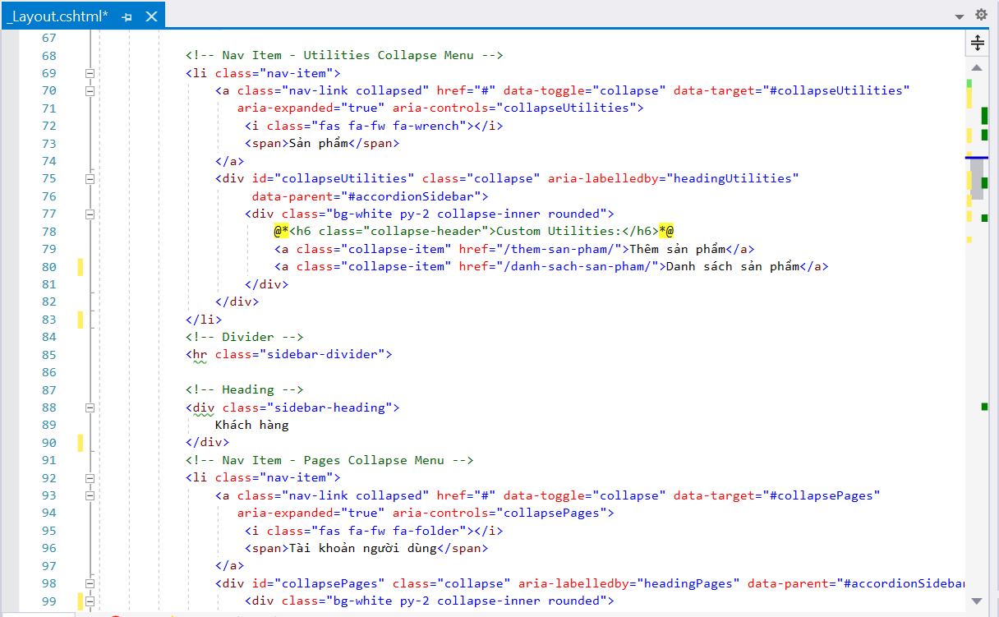 _Layout.cshtml*
67
68 <!-- Nav Item - Utilities Collapse Menu -->
69 <li class="nav-item">
70 <a class="nav-link collapsed" href="#" data-toggle="collapse" data-target="#collapseUtilities"
71 aria-expanded="true" aria-controls="collapseUtilities">
72 <i class="fas fa-fw fa-wrench"></i>
73 <span>Sản phẩm</span>
74 </a>
75 <div id="collapseUtilities" class="collapse" aria-labelledby="headingUtilities"
76 data-parent="#accordionSidebar">
77 <div class="bg-white py-2 collapse-inner rounded">
78 @*<h6 class="collapse-header">Custom Utilities:</h6>*@
79 <a class="collapse-item" href="/them-san-pham/">Thêm sản phẩm</a>
80 <a class="collapse-item" href="/danh-sach-san-pham/">Danh sách sản phẩm</a>
81 </div>
82 </div>
83 </li>
84 <!-- Divider -->
85 <hr class="sidebar-divider">
86
87 <!-- Heading -->
88 <div class="sidebar-heading">
89 Khách hàng
90 </div>
91 <!-- Nav Item - Pages Collapse Menu -->
92 <li class="nav-item">
93 <a class="nav-link collapsed" href="#" data-toggle="collapse" data-target="#collapsePages"
94 aria-expanded="true" aria-controls="collapsePages">
95 <i class="fas fa-fw fa-folder"></i>
96 <span>Tài khoản người dùng</span>
97 </a>
98 <div id="collapsePages" class="collapse" aria-labelledby="headingPages" data-parent="#accordionSidebar
99 <div class="bg-white py-2 collapse-inner rounded">